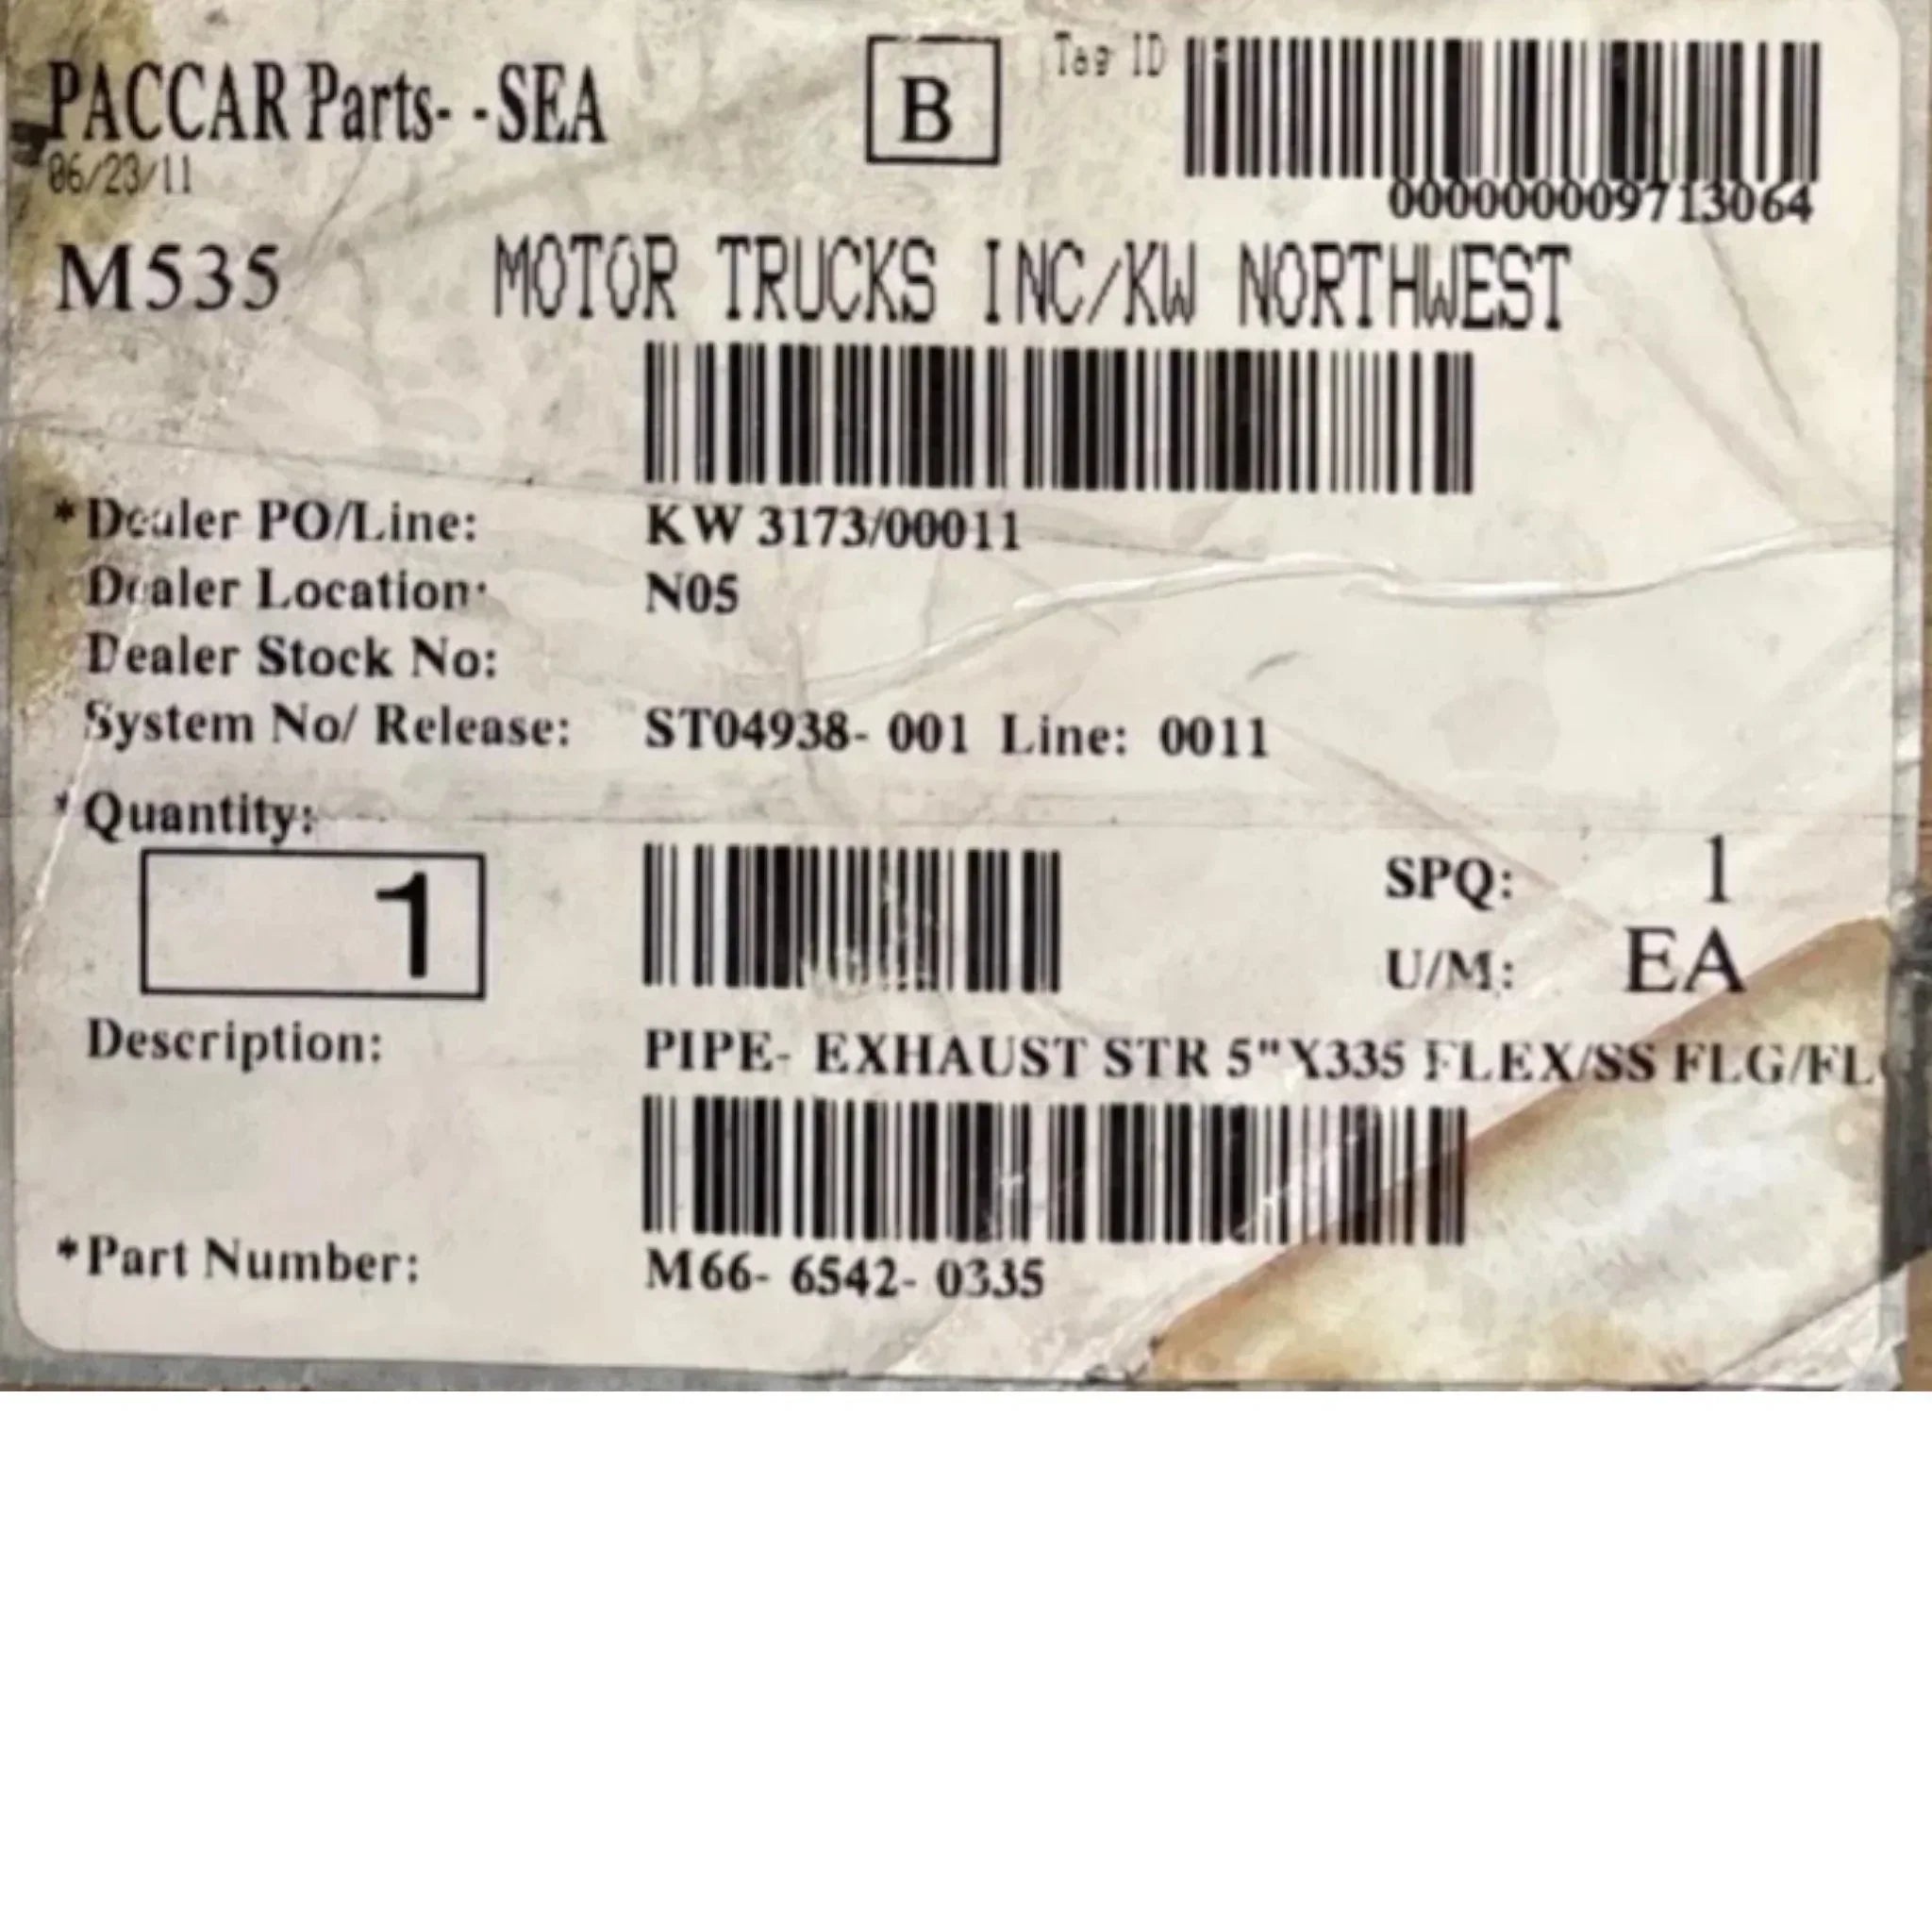 PACCAR Parts- -SEA
B
Tag ID
06/23/11
000000009713064
M535 MOTOR TRUCKS INC/KW NORTHWEST
*Dealer PO/Line: KW 3173/00011
Dealer Location: N05
Dealer Stock No:
System No/ Release: ST04938- 001 Line: 0011
*Quantity:
1
SPQ: 1
U/M: EA
Description: PIPE- EXHAUST STR 5"X335 FLEX/SS FLG/FL
*Part Number: M66- 6542- 0335